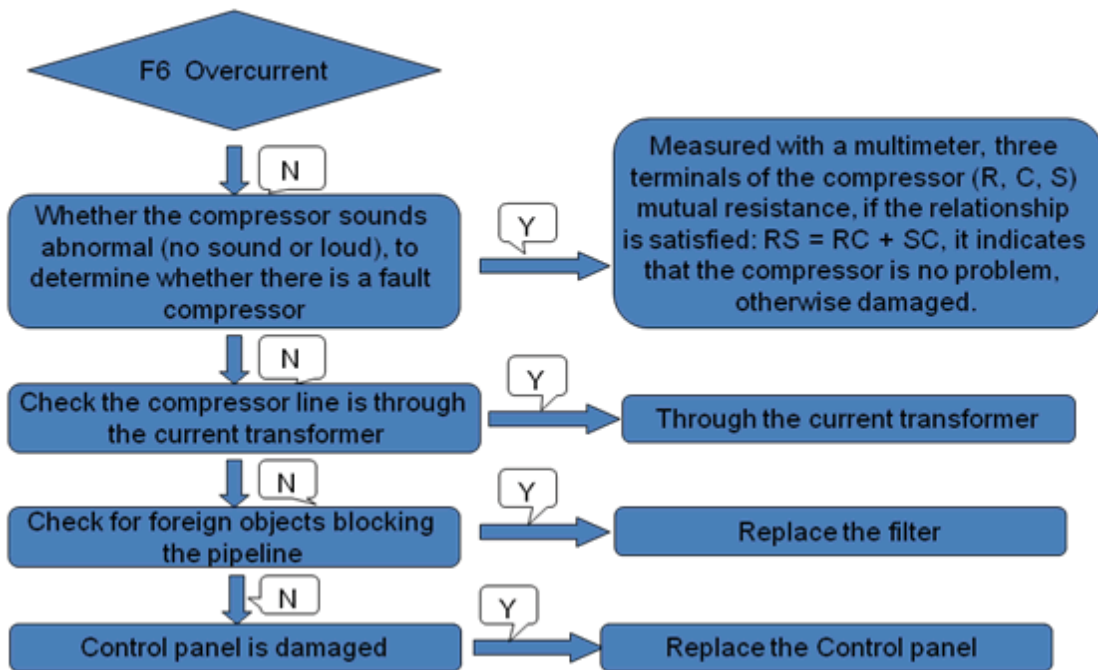 F6 Overcurrent
N
Whether the compressor sounds
abnormal (no sound or loud), to
determine whether there is a fault
compressor
Y
Measured with a multimeter, three
terminals of the compressor (R, C, S)
mutual resistance, if the relationship
is satisfied: RS = RC + SC, it indicates
that the compressor is no problem,
otherwise damaged.
N
Check the compressor line is through
the current transformer
Y
Through the current transformer
N
Check for foreign objects blocking
the pipeline
Y
Replace the filter
N
Control panel is damaged
Y
Replace the Control panel